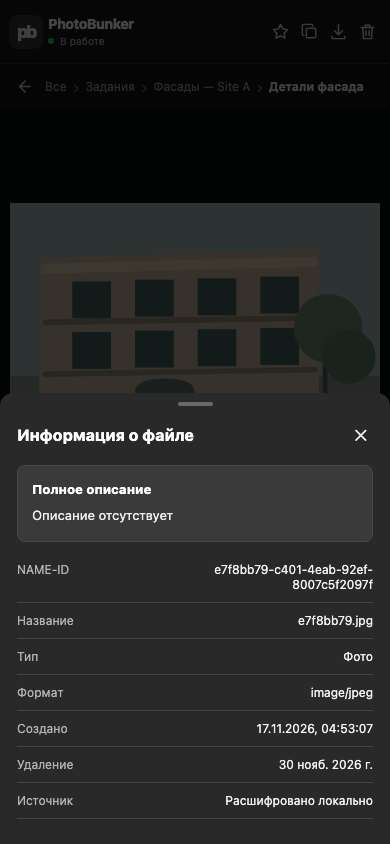 pb PhotoBunker
В работе
Все > Задания > Фасады — Site A > Детали фасада
Информация о файле
Полное описание
Описание отсутствует
NAME-ID e7f8bb79-c401-4eab-92ef-
8007c5f2097f
Название e7f8bb79.jpg
Тип Фото
Формат image/jpeg
Создано 17.11.2026, 04:53:07
Удаление 30 нояб. 2026 г.
Источник Расшифровано локально